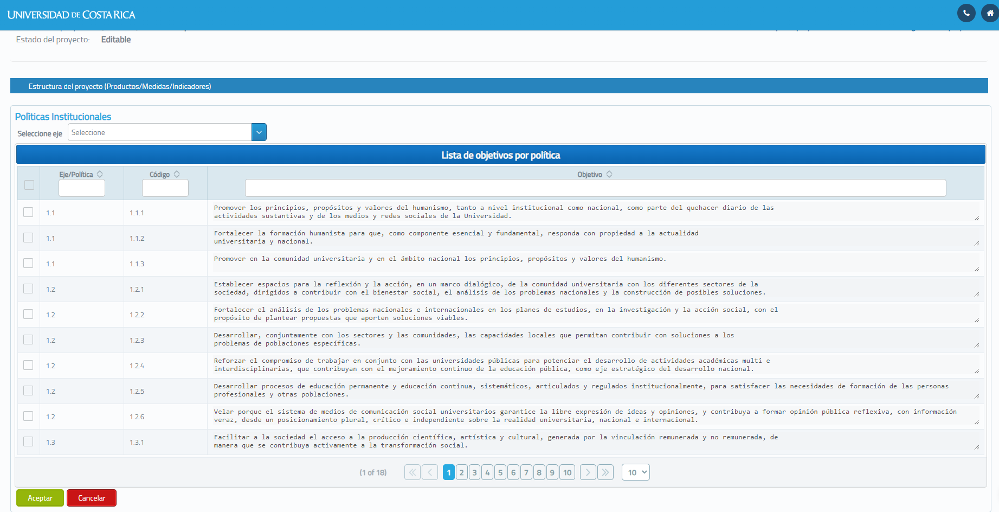 UNIVERSIDAD DE COSTA RICA
Estado del proyecto: Editable
Estructura del proyecto (Productos/Medidas/Indicadores)
Polìticas Institucionales
Seleccione eje Seleccione
Lista de objetivos por política
Eje/Política Código Objetivo
1.1 1.1.1 Promover los principios, propósitos y valores del humanismo, tanto a nivel institucional como nacional, como parte del quehacer diario de las
actividades sustantivas y de los medios y redes sociales de la Universidad.
1.1 1.1.2 Fortalecer la formación humanista para que, como componente esencial y fundamental, responda con propiedad a la actualidad
universitaria y nacional.
1.1 1.1.3 Promover en la comunidad universitaria y en el ámbito nacional los principios, propósitos y valores del humanismo.
1.2 1.2.1 Establecer espacios para la reflexión y la acción, en un marco dialógico, de la comunidad universitaria con los diferentes sectores de la
sociedad, dirigidos a contribuir con el bienestar social, el análisis de los problemas nacionales y la construcción de posibles soluciones.
1.2 1.2.2 Fortalecer el análisis de los problemas nacionales e internacionales en los planes de estudios, en la investigación y la acción social, con el
propósito de plantear propuestas que aporten soluciones viables.
1.2 1.2.3 Desarrollar, conjuntamente con los sectores y las comunidades, las capacidades locales que permitan contribuir con soluciones a los
problemas de poblaciones específicas.
1.2 1.2.4 Reforzar el compromiso de trabajar en conjunto con las universidades públicas para potenciar el desarrollo de actividades académicas multi e
interdisciplinarias, que contribuyan con el mejoramiento continuo de la educación pública, como eje estratégico del desarrollo nacional.
1.2 1.2.5 Desarrollar procesos de educación permanente y educación continua, sistemáticos, articulados y regulados institucionalmente, para satisfacer las necesidades de formación de las personas
profesionales y otras poblaciones.
1.2 1.2.6 Velar porque el sistema de medios de comunicación social universitarios garantice la libre expresión de ideas y opiniones, y contribuya a formar opinión pública reflexiva, con información
veraz, desde un posicionamiento plural, crítico e independiente sobre la realidad universitaria, nacional e internacional.
1.3 1.3.1 Facilitar a la sociedad el acceso a la producción científica, artística y cultural, generada por la vinculación remunerada y no remunerada, de
manera que se contribuya activamente a la transformación social.
(1 of 18) 1 2 3 4 5 6 7 8 9 10 10
Aceptar Cancelar